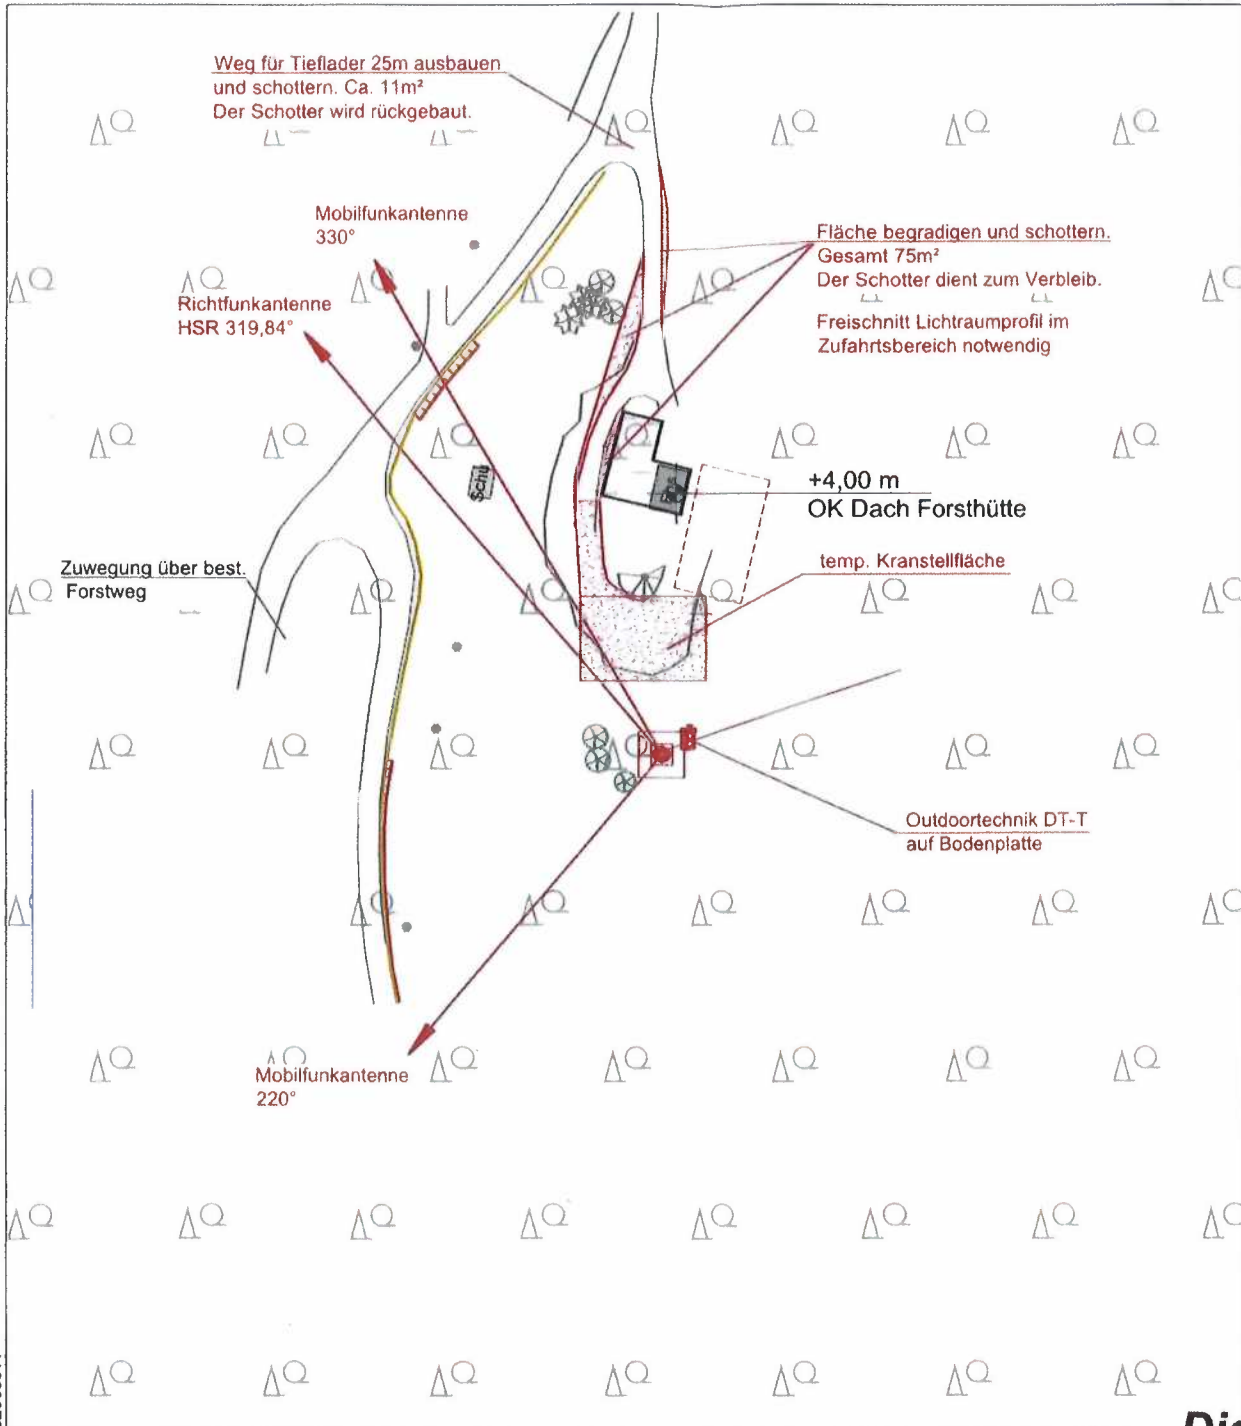 Weg für Tieflader 25m ausbauen
und schottern. Ca. 11m²
Der Schotter wird rückgebaut.
Mobilfunkantenne
330°
Richtfunkantenne
HSR 319,84°
Fläche begradigen und schottern.
Gesamt 75m²
Der Schotter dient zum Verbleib.
Freischnitt Lichtraumprofil im
Zufahrtsbereich notwendig
Schu
+4,00 m
OK Dach Forsthütte
Zuwegung über best.
Forstweg
temp. Kranstellfläche
Outdoortechnik DT-T
auf Bodenplatte
Mobilfunkantenne
220°